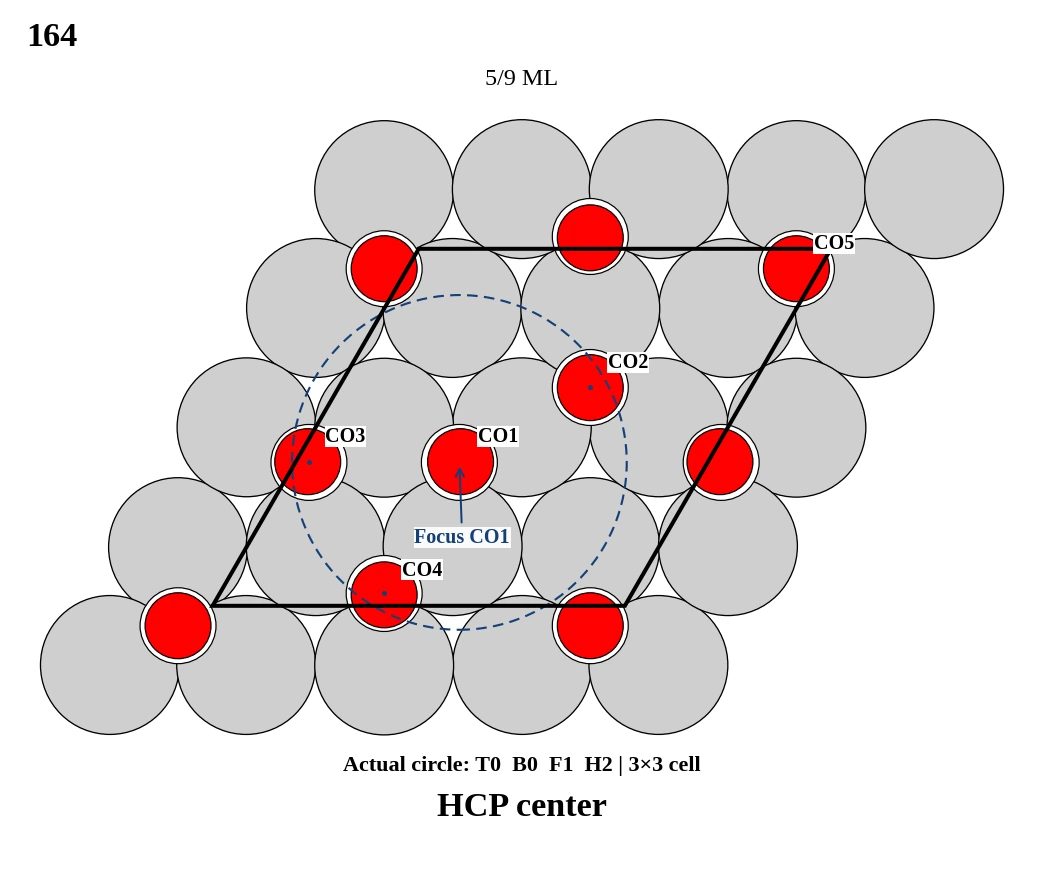 164
5/9 ML
CO5
CO2
CO3
CO1
Focus CO1
CO4
Actual circle: T0  B0  F1  H2 | 3×3 cell
HCP center